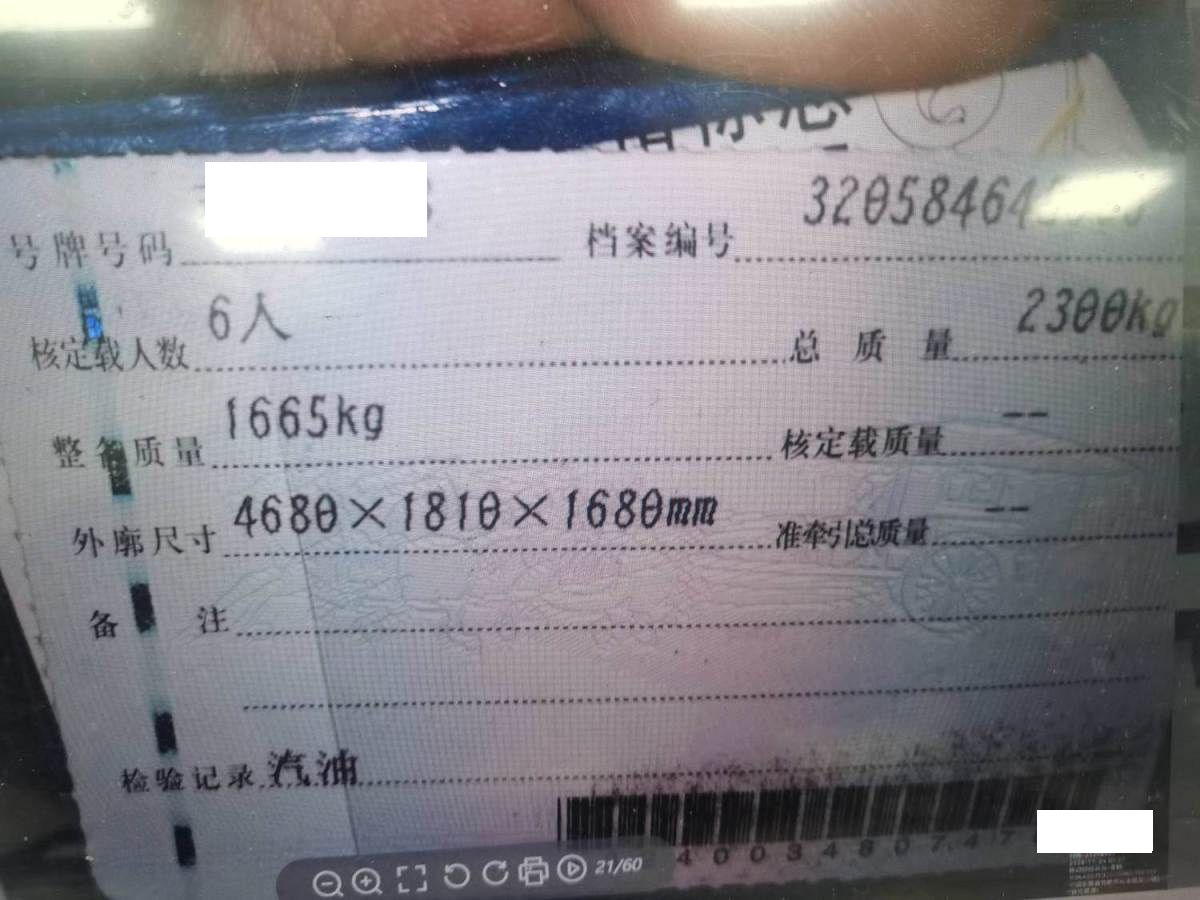 号牌号码 档案编号 32058464
核定载人数 6人 总质量 2300kg
整备质量 1665kg 核定载质量 --
外廓尺寸 4680×1810×1680mm 准牵引总质量 --
备注
检验记录 汽油
4003480747
21/60